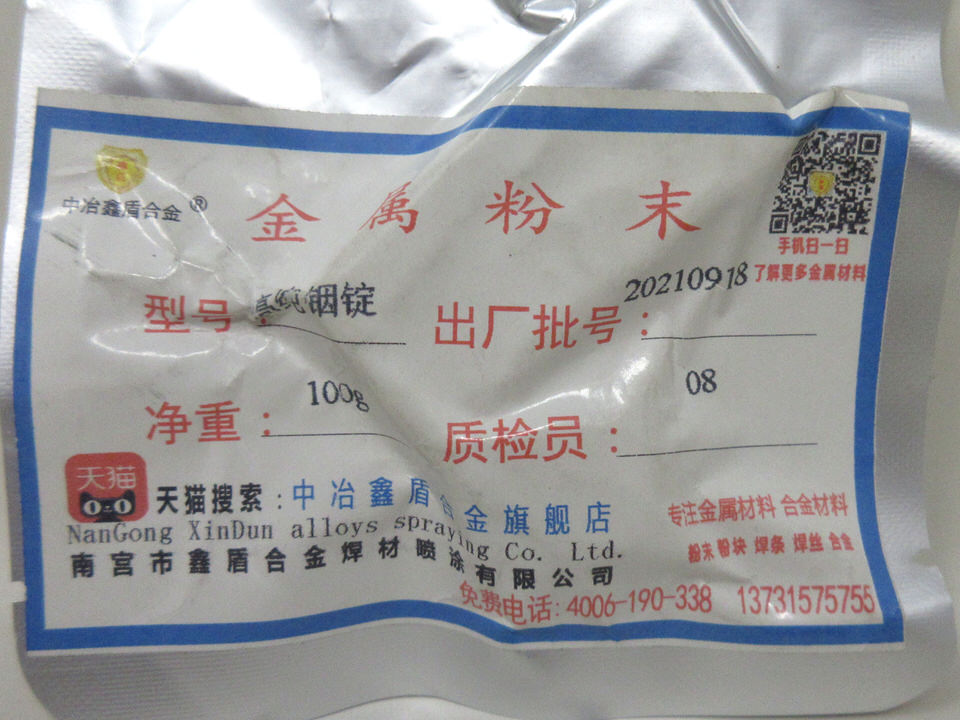 中冶鑫盾合金®
金属粉末
手机扫一扫
了解更多金属材料
型号：高纯铟锭
出厂批号：20210918
净重：100g
质检员：08
天猫
天猫搜索：中冶鑫盾合金旗舰店
NanGong XinDun alloys spraying Co. Ltd.
南宫市鑫盾合金焊材喷涂有限公司
专注金属材料 合金材料
粉末 粉块 焊条 焊丝 合金
免费电话：4006-190-338 13731575755